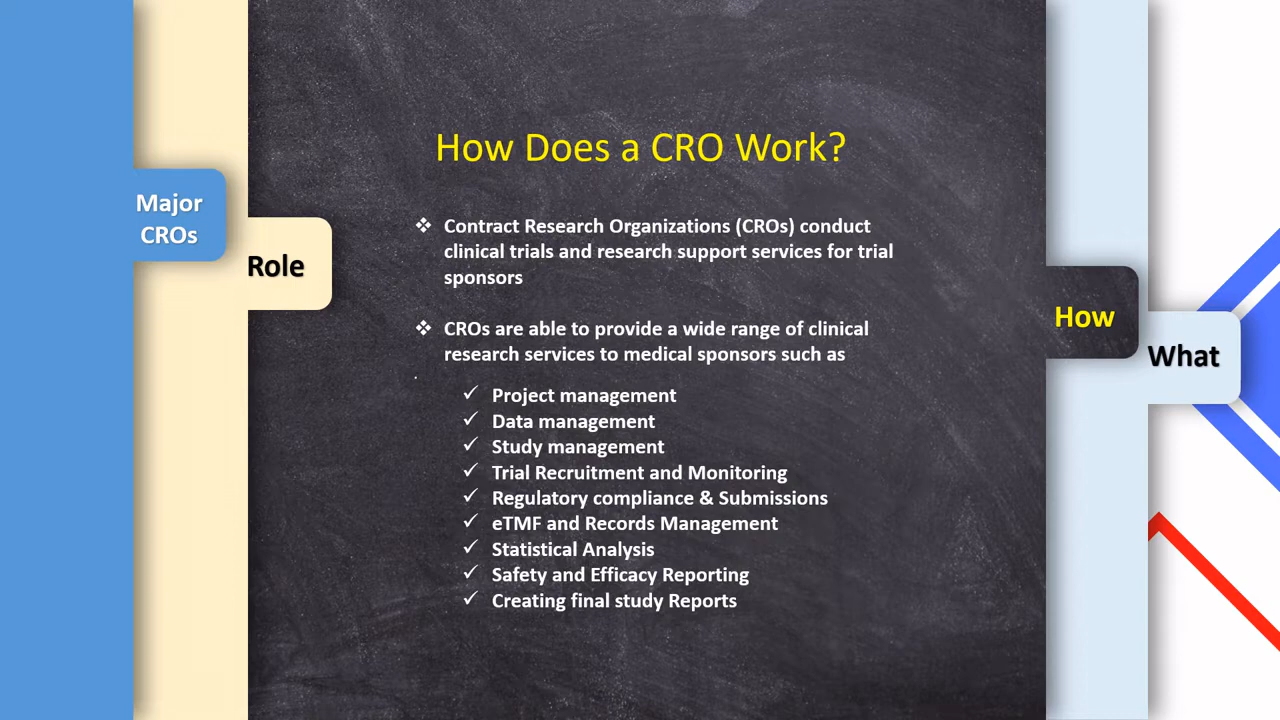 How Does a CRO Work?
Major
CROs
Role
❖ Contract Research Organizations (CROs) conduct
clinical trials and research support services for trial
sponsors
❖ CROs are able to provide a wide range of clinical
research services to medical sponsors such as
.
✓ Project management
✓ Data management
✓ Study management
✓ Trial Recruitment and Monitoring
✓ Regulatory compliance & Submissions
✓ eTMF and Records Management
✓ Statistical Analysis
✓ Safety and Efficacy Reporting
✓ Creating final study Reports
How
What